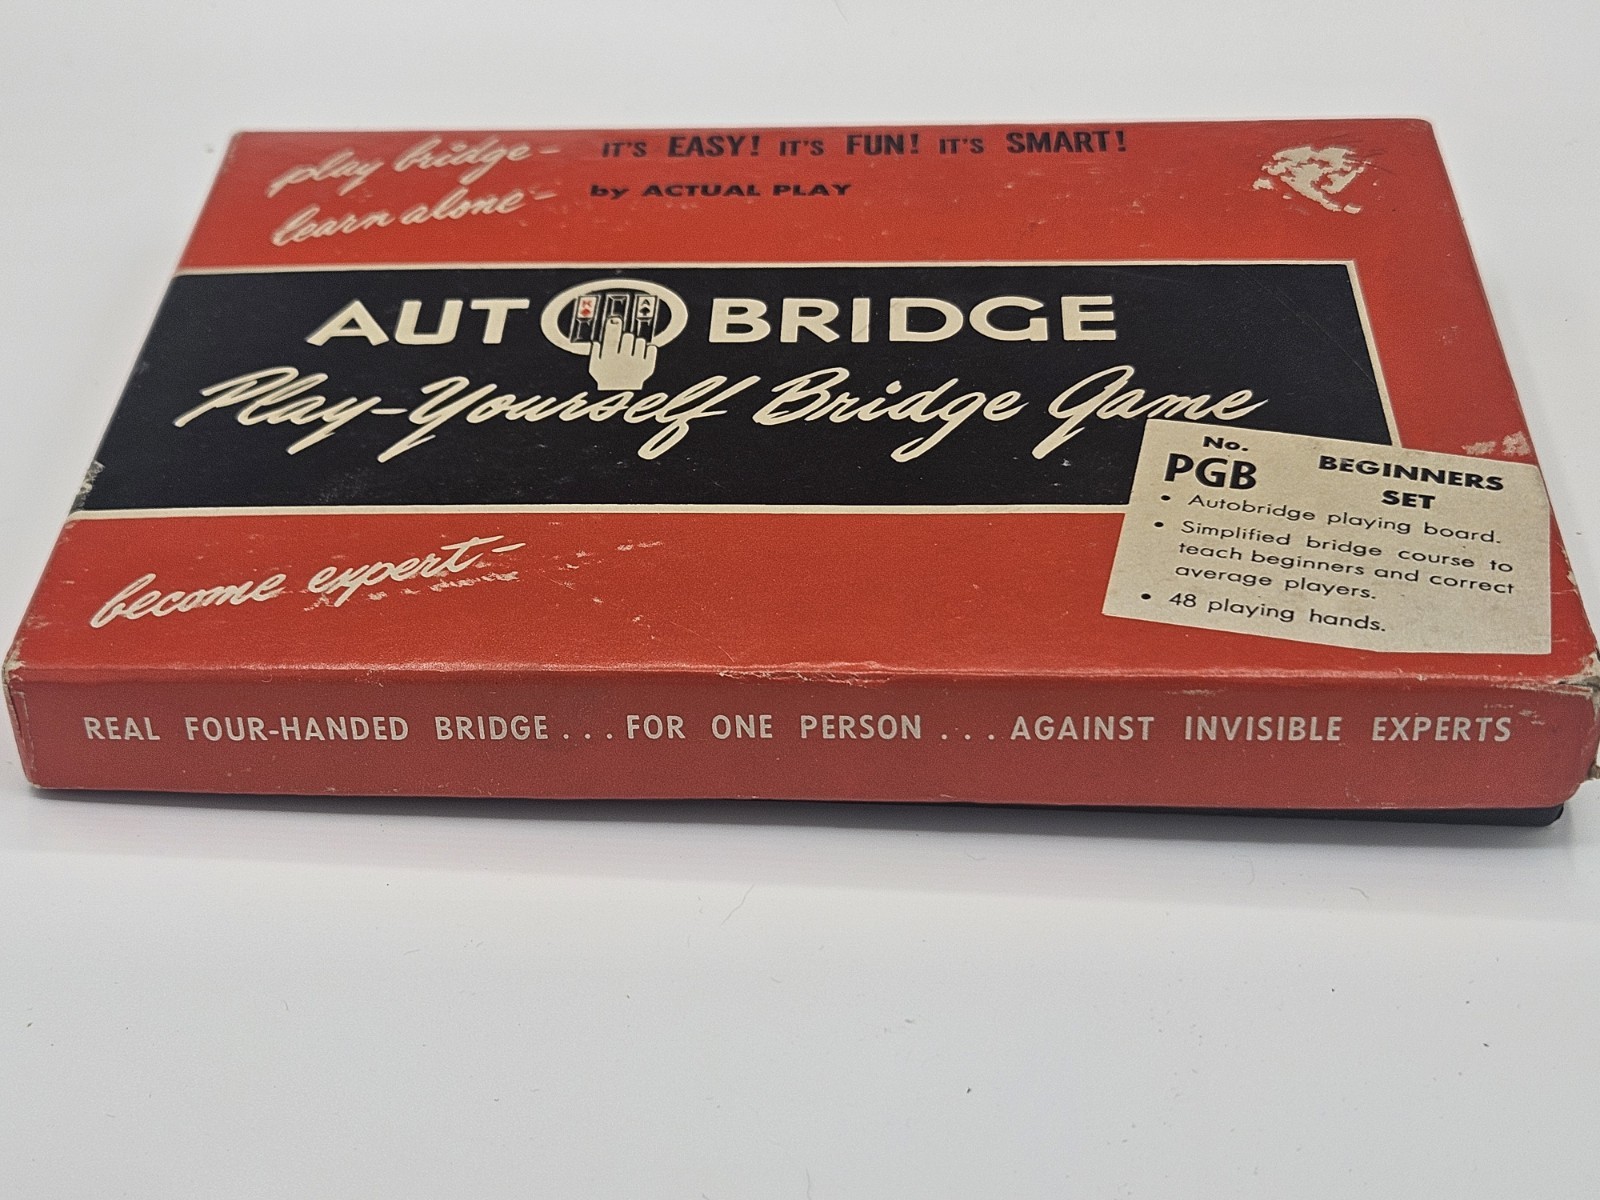 play bridge-
learn alone-
IT'S EASY! IT'S FUN! IT'S SMART!
by ACTUAL PLAY
AUTOBRIDGE
K A
Play-Yourself Bridge Game
become expert-
No.
PGB
BEGINNERS
SET
• Autobridge playing board.
• Simplified bridge course to
teach beginners and correct
average players.
• 48 playing hands.
REAL FOUR-HANDED BRIDGE... FOR ONE PERSON ... AGAINST INVISIBLE EXPERTS